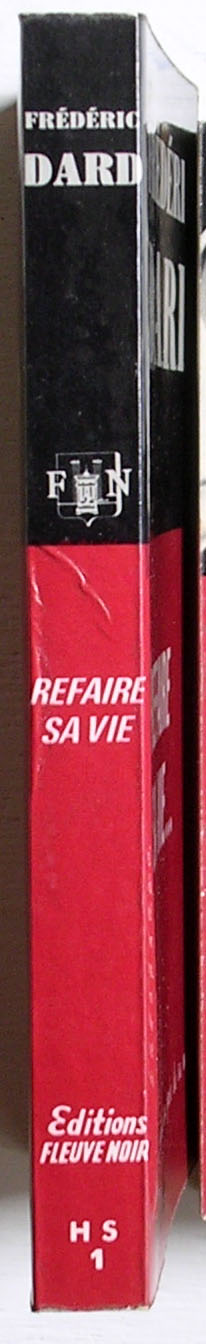 FRÉDÉRIC
DARD
F N
REFAIRE
SA VIE
Editions
FLEUVE NOIR
H S
1